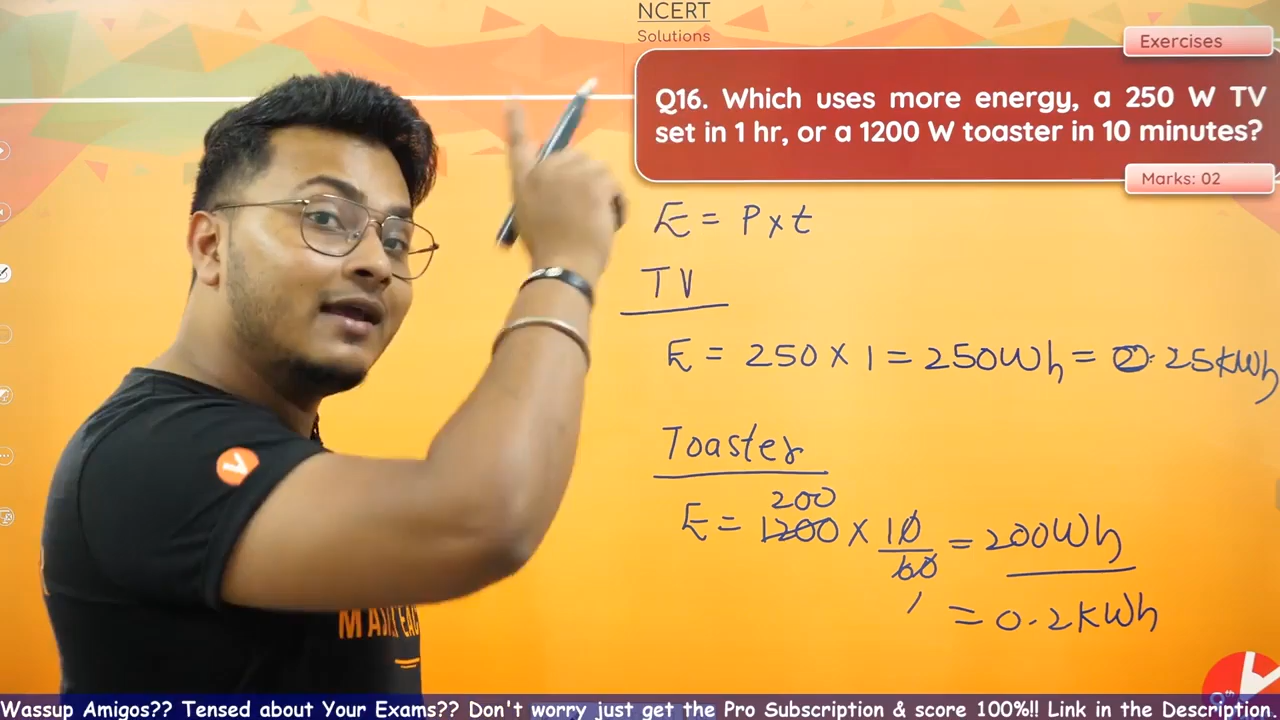 NCERT
Solutions
Exercises
Q16. Which uses more energy, a 250 W TV
set in 1 hr, or a 1200 W toaster in 10 minutes?
Marks: 02
E = P x t
TV
E = 250 x 1 = 250Wh = 0.25KWh
Toaster
200
E = 1200 x 10/60 = 200Wh
= 0.2KWh
Wassup Amigos?? Tensed about Your Exams?? Don't worry just get the Pro Subscription & score 100%!! Link in the Description